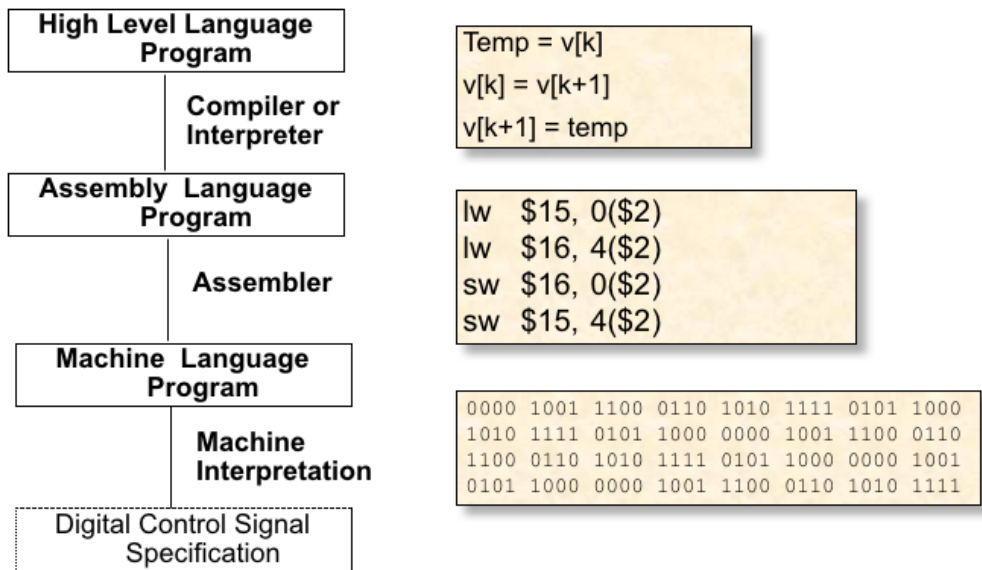 High Level Language
Program
Compiler or
Interpreter
Assembly Language
Program
Assembler
Machine Language
Program
Machine
Interpretation
Digital Control Signal
Specification
Temp = v[k]
v[k] = v[k+1]
v[k+1] = temp
lw $15, 0($2)
lw $16, 4($2)
sw $16, 0($2)
sw $15, 4($2)
0000 1001 1100 0110 1010 1111 0101 1000
1010 1111 0101 1000 0000 1001 1100 0110
1100 0110 1010 1111 0101 1000 0000 1001
0101 1000 0000 1001 1100 0110 1010 1111